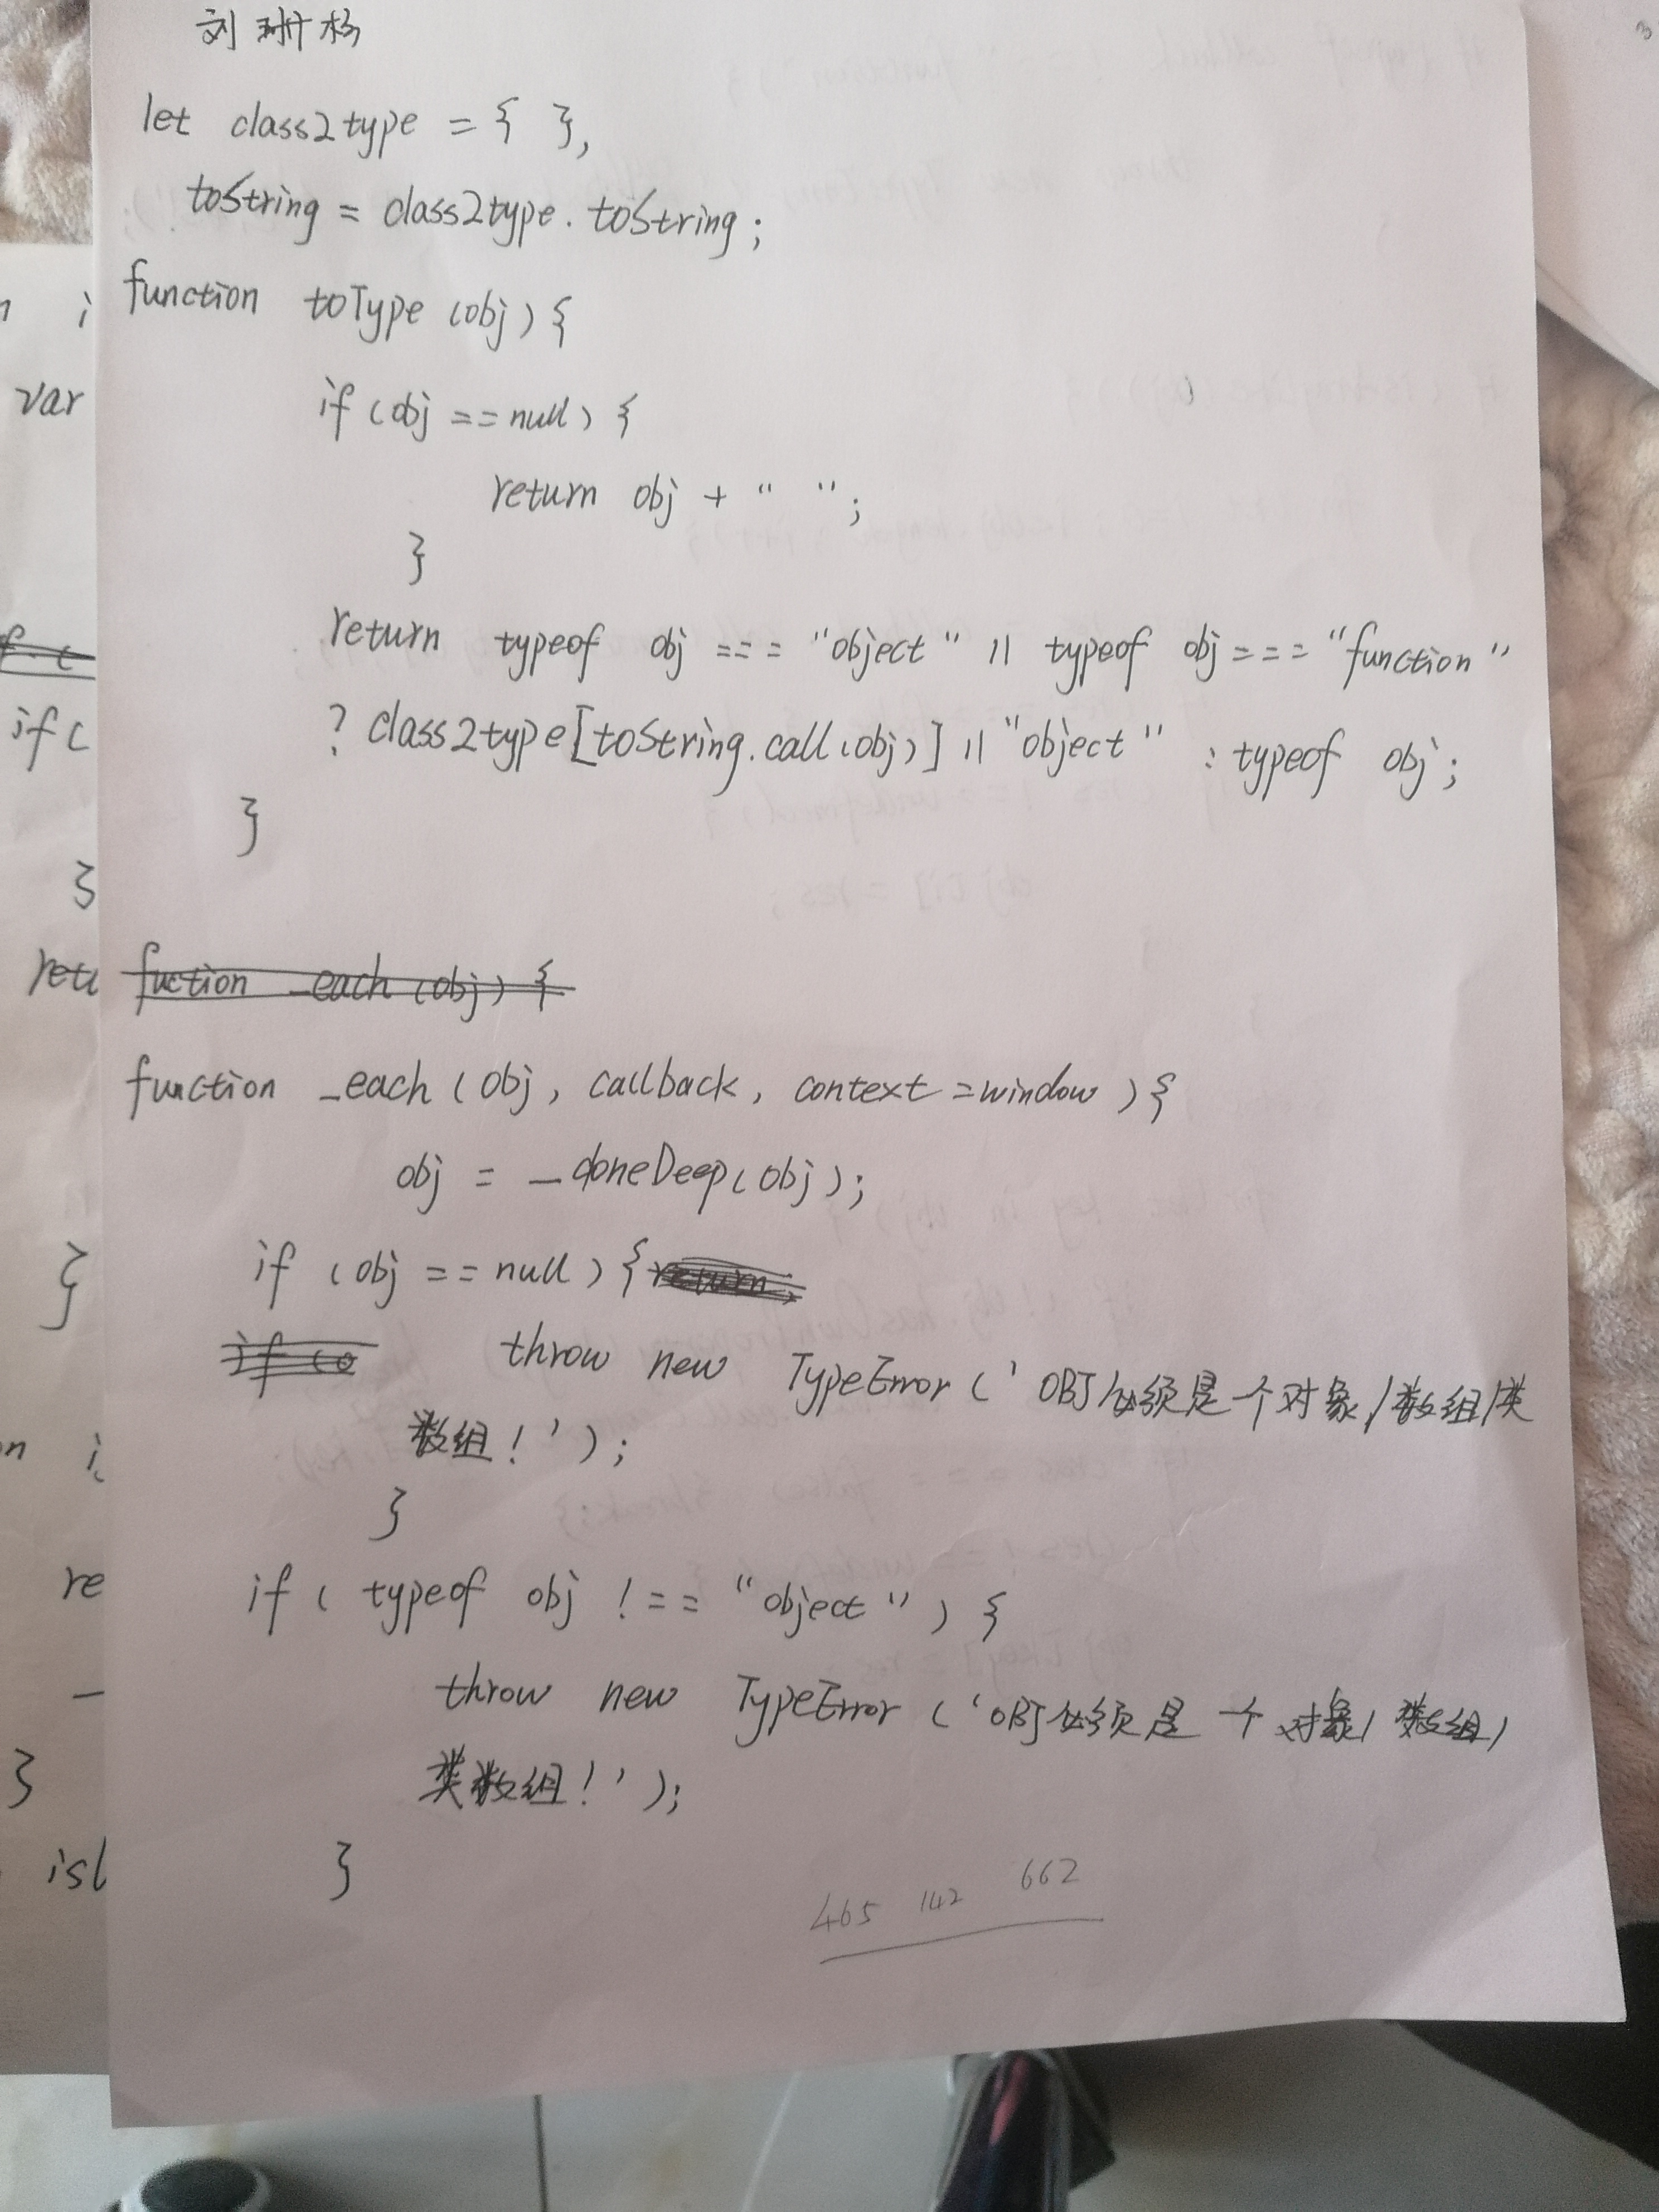 let class2type = { },
toString = class2type.toString;
function toType (obj) {
if (obj == null) {
return obj + " ";
}
return typeof obj === "object" || typeof obj === "function"
? class2type[toString.call(obj)] || "object" : typeof obj;
}
fuction _each (obj) {
function _each (obj, callback, context = window) {
obj = _doneDeep(obj);
if (obj == null) { return
if (o throw new TypeError (' OBJ必须是个对象/数组/类
数组!');
}
if ( typeof obj !== "object") {
throw new TypeError ('OBJ必须是 一个 对象/ 数组/
类数组!');
}
465 142 662
var
if (
}
retu
}
re
}
isl